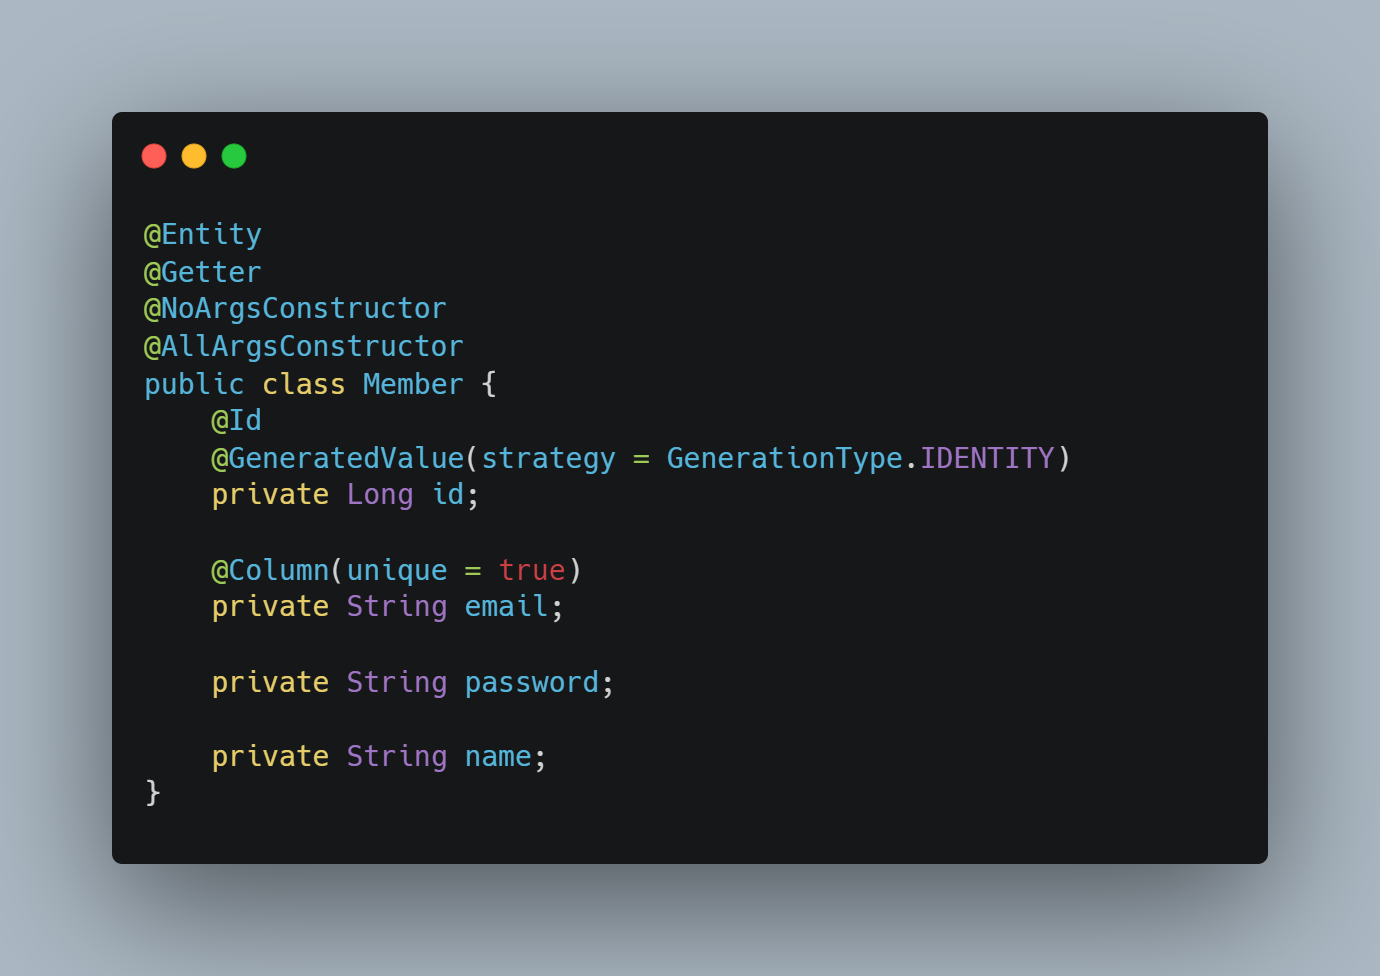 @Entity
@Getter
@NoArgsConstructor
@AllArgsConstructor
public class Member {
    @Id
    @GeneratedValue(strategy = GenerationType.IDENTITY)
    private Long id;

    @Column(unique = true)
    private String email;

    private String password;

    private String name;
}